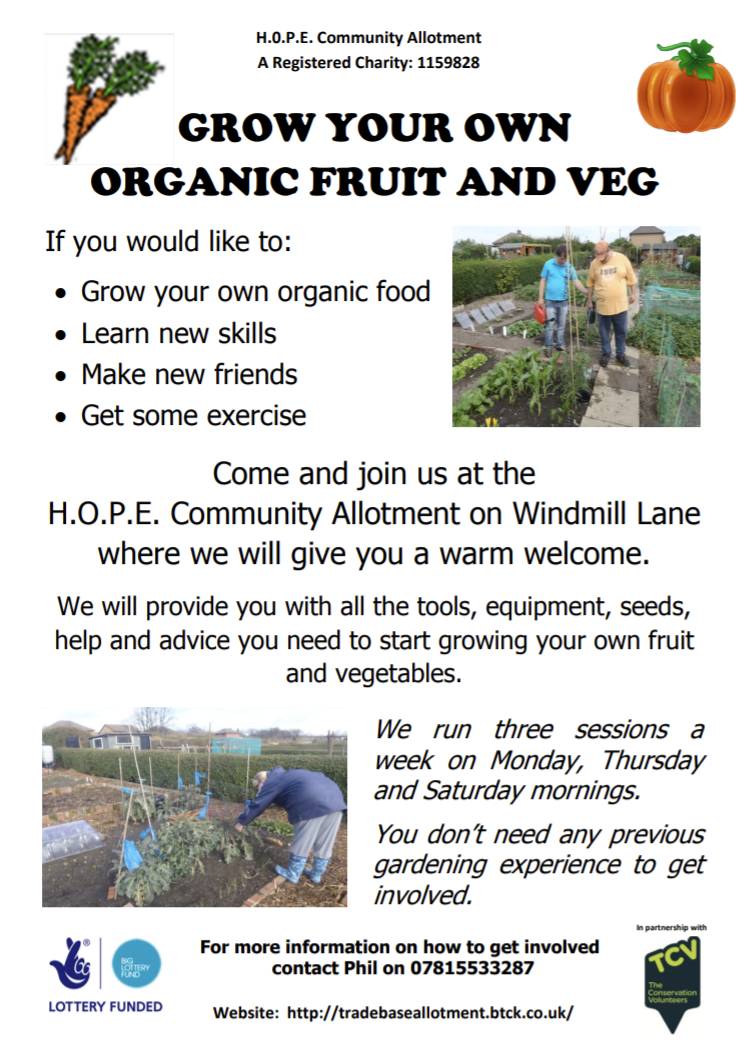 H.0.P.E. Community Allotment
A Registered Charity: 1159828
GROW YOUR OWN
ORGANIC FRUIT AND VEG
If you would like to:
• Grow your own organic food
• Learn new skills
• Make new friends
• Get some exercise
Come and join us at the
H.O.P.E. Community Allotment on Windmill Lane
where we will give you a warm welcome.
We will provide you with all the tools, equipment, seeds,
help and advice you need to start growing your own fruit
and vegetables.
We run three sessions a
week on Monday, Thursday
and Saturday mornings.
You don't need any previous
gardening experience to get
involved.
®
BIG
LOTTERY
FUND
LOTTERY FUNDED
For more information on how to get involved
contact Phil on 07815533287
Website: http://tradebaseallotment.btck.co.uk/
In partnership with
TCV
The
Conservation
Volunteers